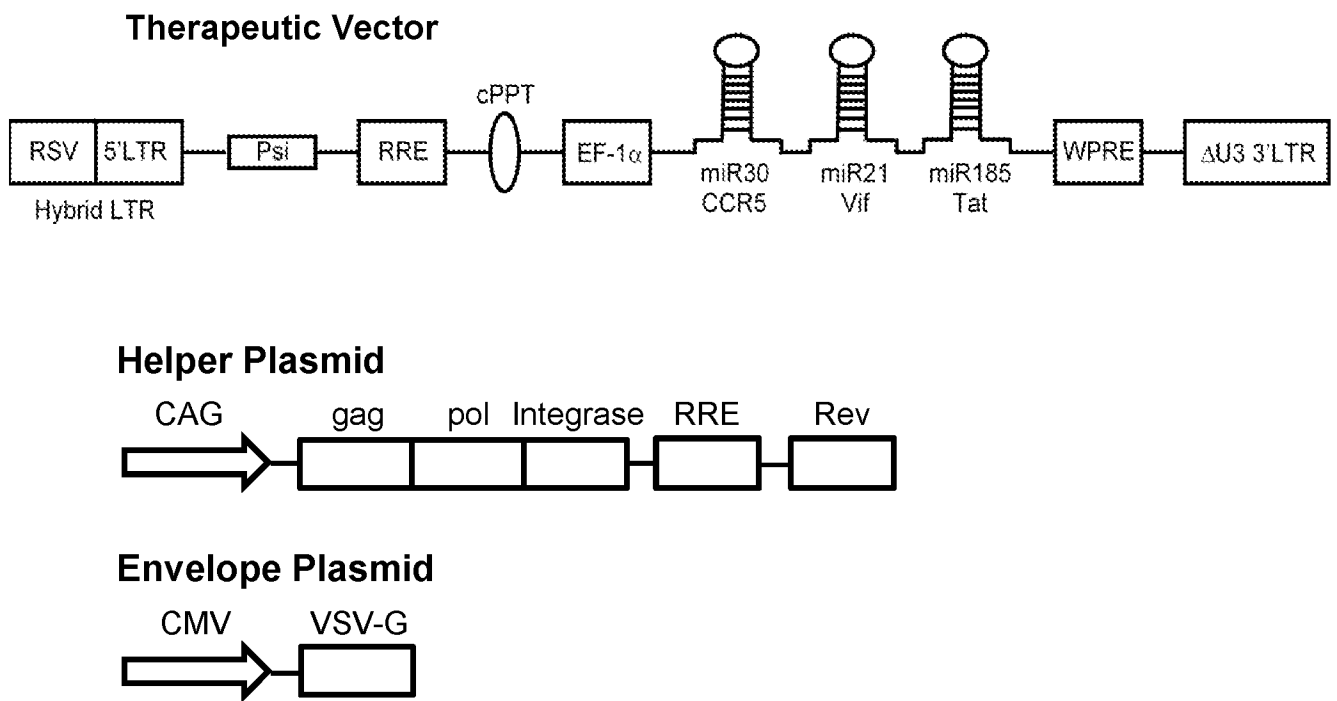 Therapeutic Vector
cPPT
RSV 5'LTR Psi RRE EF-1α WPRE ΔU3 3'LTR
Hybrid LTR
miR30 miR21 miR185
CCR5 Vif Tat
Helper Plasmid
CAG gag pol Integrase RRE Rev
Envelope Plasmid
CMV VSV-G